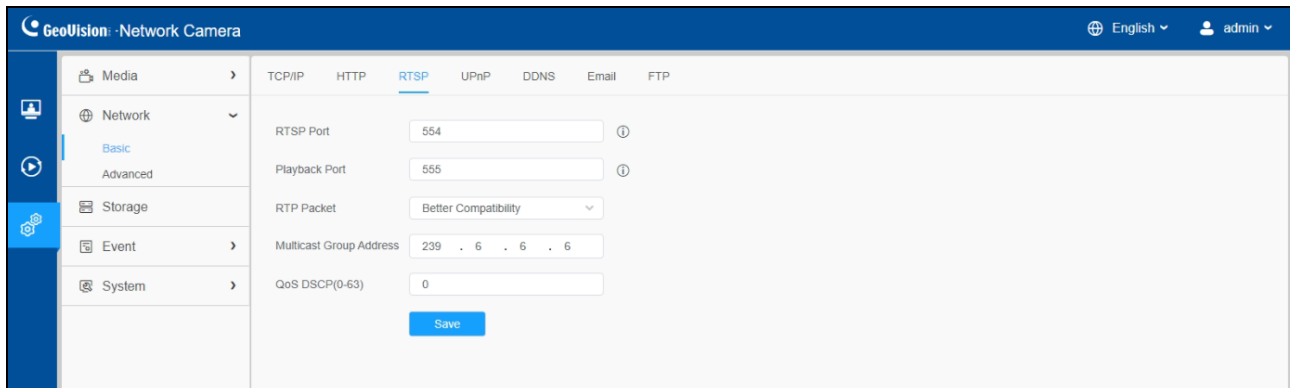 GeoVision: ·Network Camera
English
admin
Media
Network
Basic
Advanced
Storage
Event
System
TCP/IP HTTP RTSP UPnP DDNS Email FTP
RTSP Port 554
Playback Port 555
RTP Packet Better Compatibility
Multicast Group Address 239 . 6 . 6 . 6
QoS DSCP(0-63) 0
Save